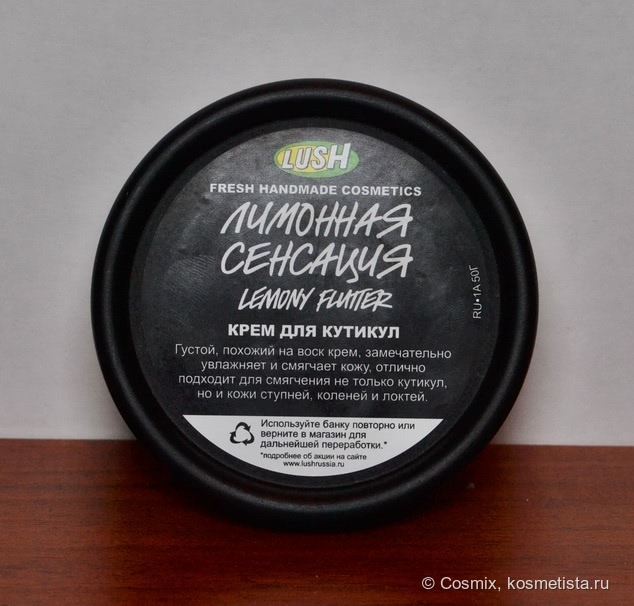 LUSH
FRESH HANDMADE COSMETICS
ЛИМОННАЯ
СЕНСАЦИЯ
LEMONY FLUTTER
КРЕМ ДЛЯ КУТИКУЛ
Густой, похожий на воск крем, замечательно
увлажняет и смягчает кожу, отлично
подходит для смягчения не только кутикул,
но и кожи ступней, коленей и локтей.
RU•1A 50Г
Используйте банку повторно или
верните в магазин для
дальнейшей переработки.*
*подробнее об акции на сайте
www.lushrussia.ru
© Cosmix, kosmetista.ru